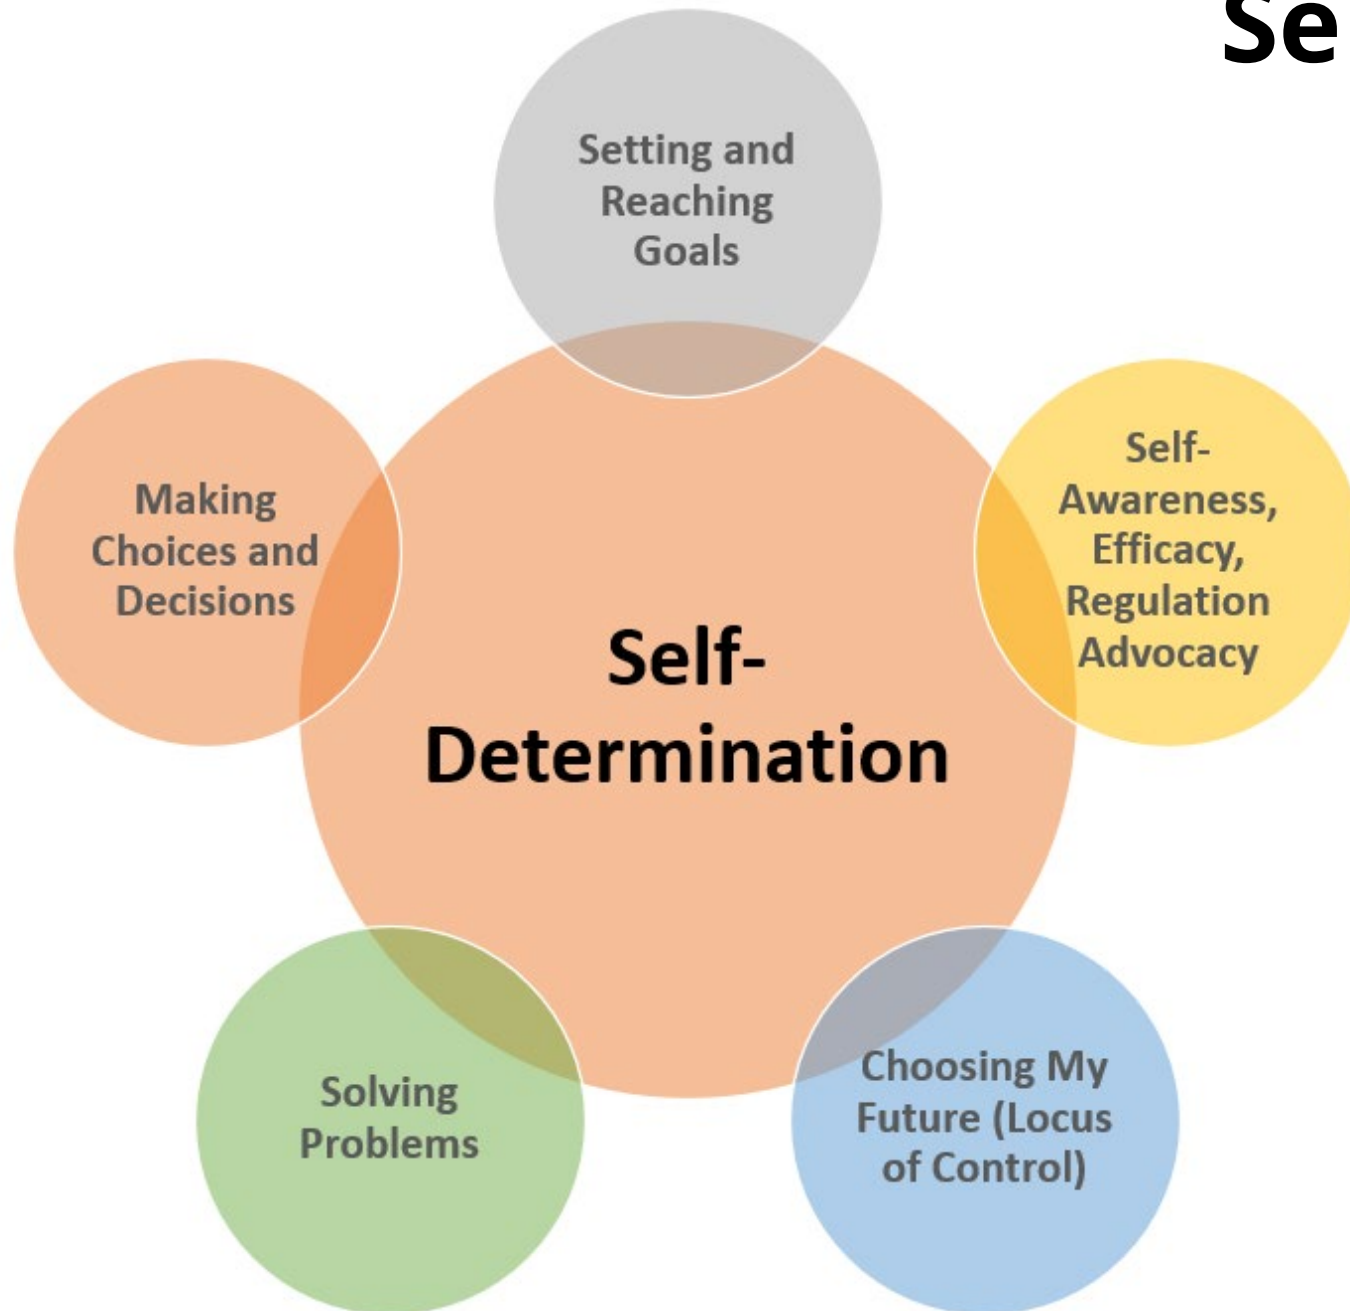 Se
Setting and
Reaching
Goals
Self-
Awareness,
Efficacy,
Regulation
Advocacy
Making
Choices and
Decisions
Self-
Determination
Solving
Problems
Choosing My
Future (Locus
of Control)